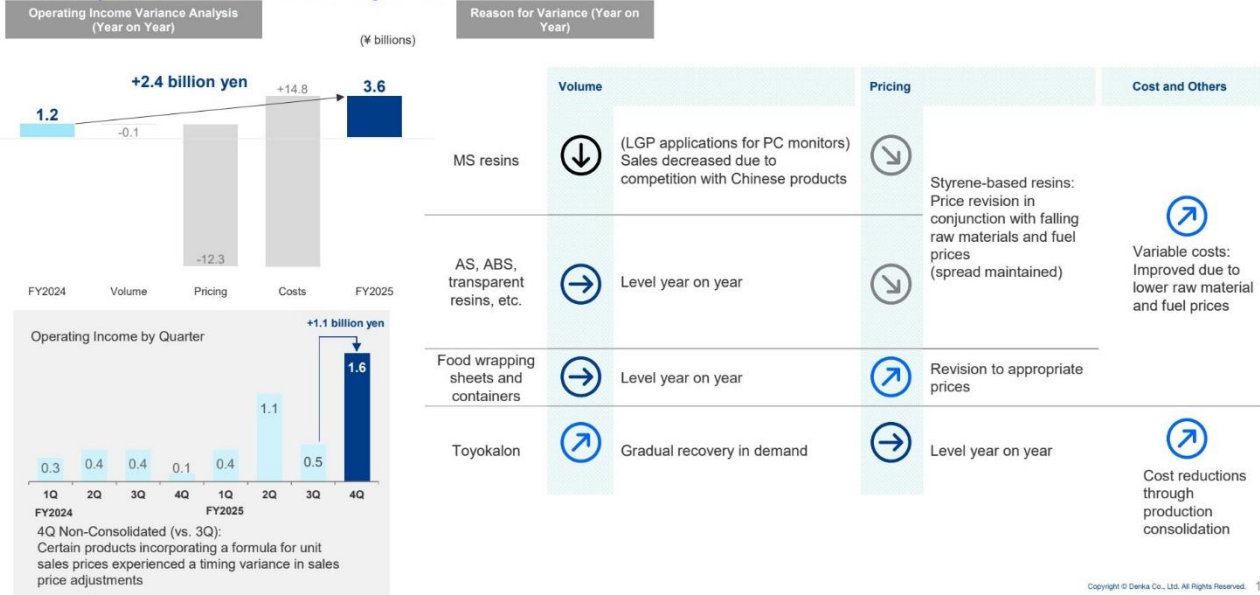 Operating Income Variance Analysis
(Year on Year)
(¥ billions)
+2.4 billion yen
1.2
-0.1
-12.3
+14.8
3.6
FY2024
Volume
Pricing
Costs
FY2025
Operating Income by Quarter
+1.1 billion yen
0.3
0.4
0.4
0.1
0.4
1.1
0.5
1.6
1Q
2Q
3Q
4Q
1Q
2Q
3Q
4Q
FY2024
FY2025
4Q Non-Consolidated (vs. 3Q):
Certain products incorporating a formula for unit
sales prices experienced a timing variance in sales
price adjustments
Reason for Variance (Year on
Year)
Volume
Pricing
Cost and Others
MS resins
(LGP applications for PC monitors)
Sales decreased due to
competition with Chinese products
Styrene-based resins:
Price revision in
conjunction with falling
raw materials and fuel
prices
(spread maintained)
Variable costs:
Improved due to
lower raw material
and fuel prices
AS, ABS,
transparent
resins, etc.
Level year on year
Food wrapping
sheets and
containers
Level year on year
Revision to appropriate
prices
Toyokalon
Gradual recovery in demand
Level year on year
Cost reductions
through
production
consolidation
Copyright © Denka Co., Ltd. All Rights Reserved.